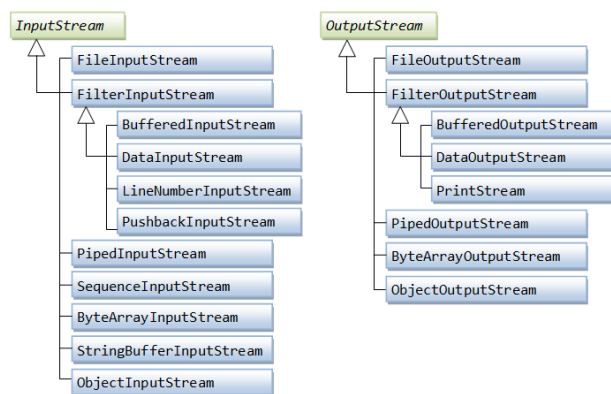 InputStream
FileInputStream
FilterInputStream
BufferedInputStream
DataInputStream
LineNumberInputStream
PushbackInputStream
PipedInputStream
SequenceInputStream
ByteArrayInputStream
StringBufferInputStream
ObjectInputStream
OutputStream
FileOutputStream
FilterOutputStream
BufferedOutputStream
DataOutputStream
PrintStream
PipedOutputStream
ByteArrayOutputStream
ObjectOutputStream